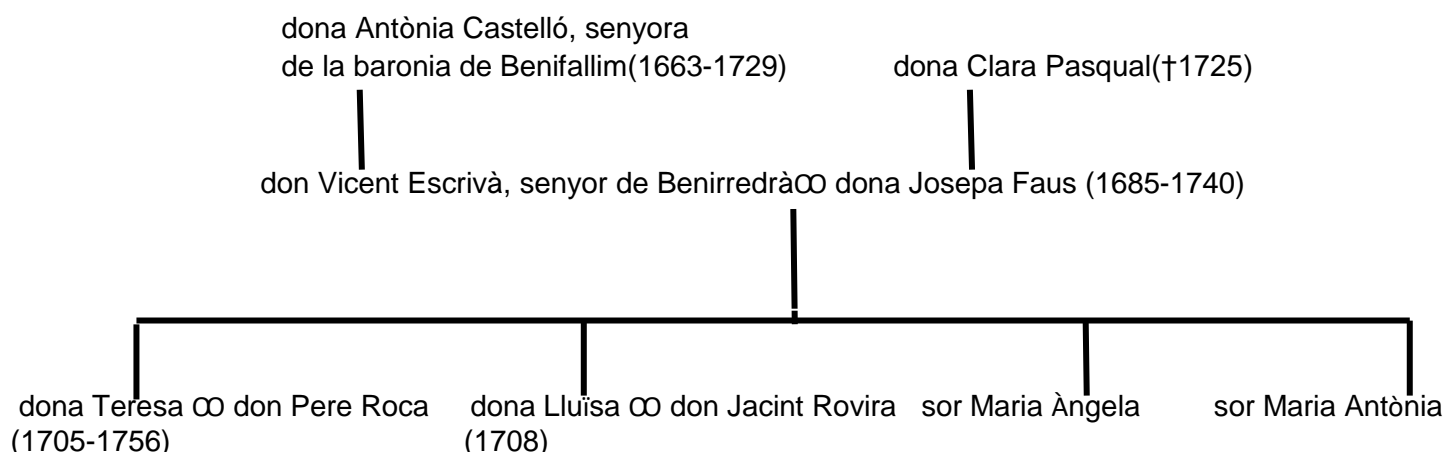 dona Antònia Castelló, senyora
de la baronia de Benifallim(1663-1729)
dona Clara Pasqual(†1725)
don Vicent Escrivà, senyor de BenirredràꝎ dona Josepa Faus (1685-1740)
dona Teresa Ꝏ don Pere Roca
(1705-1756)
dona Lluïsa Ꝏ don Jacint Rovira
(1708)
sor Maria Àngela
sor Maria Antònia